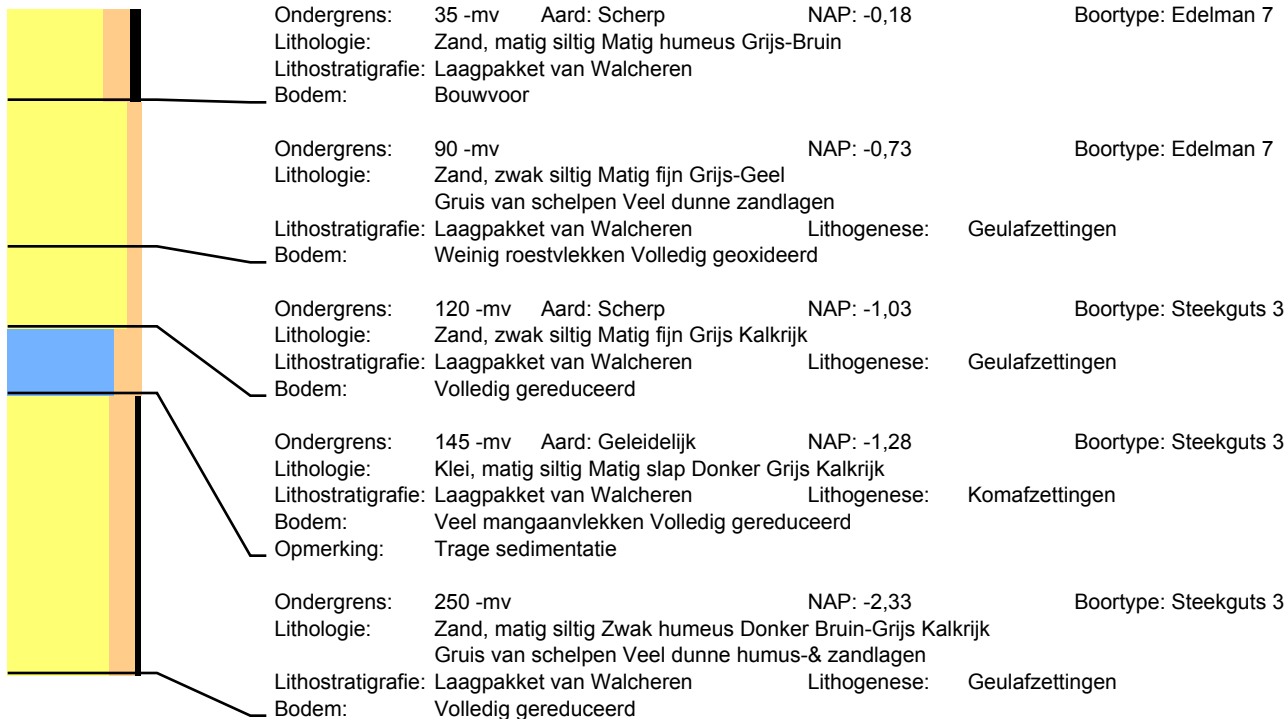 Ondergrens: 35 -mv Aard: Scherp NAP: -0,18 Boortype: Edelman 7
Lithologie: Zand, matig siltig Matig humeus Grijs-Bruin
Lithostratigrafie: Laagpakket van Walcheren
Bodem: Bouwvoor
Ondergrens: 90 -mv NAP: -0,73 Boortype: Edelman 7
Lithologie: Zand, zwak siltig Matig fijn Grijs-Geel
Gruis van schelpen Veel dunne zandlagen
Lithostratigrafie: Laagpakket van Walcheren Lithogenese: Geulafzettingen
Bodem: Weinig roestvlekken Volledig geoxideerd
Ondergrens: 120 -mv Aard: Scherp NAP: -1,03 Boortype: Steekguts 3
Lithologie: Zand, zwak siltig Matig fijn Grijs Kalkrijk
Lithostratigrafie: Laagpakket van Walcheren Lithogenese: Geulafzettingen
Bodem: Volledig gereduceerd
Ondergrens: 145 -mv Aard: Geleidelijk NAP: -1,28 Boortype: Steekguts 3
Lithologie: Klei, matig siltig Matig slap Donker Grijs Kalkrijk
Lithostratigrafie: Laagpakket van Walcheren Lithogenese: Komafzettingen
Bodem: Veel mangaanvlekken Volledig gereduceerd
Opmerking: Trage sedimentatie
Ondergrens: 250 -mv NAP: -2,33 Boortype: Steekguts 3
Lithologie: Zand, matig siltig Zwak humeus Donker Bruin-Grijs Kalkrijk
Gruis van schelpen Veel dunne humus-& zandlagen
Lithostratigrafie: Laagpakket van Walcheren Lithogenese: Geulafzettingen
Bodem: Volledig gereduceerd